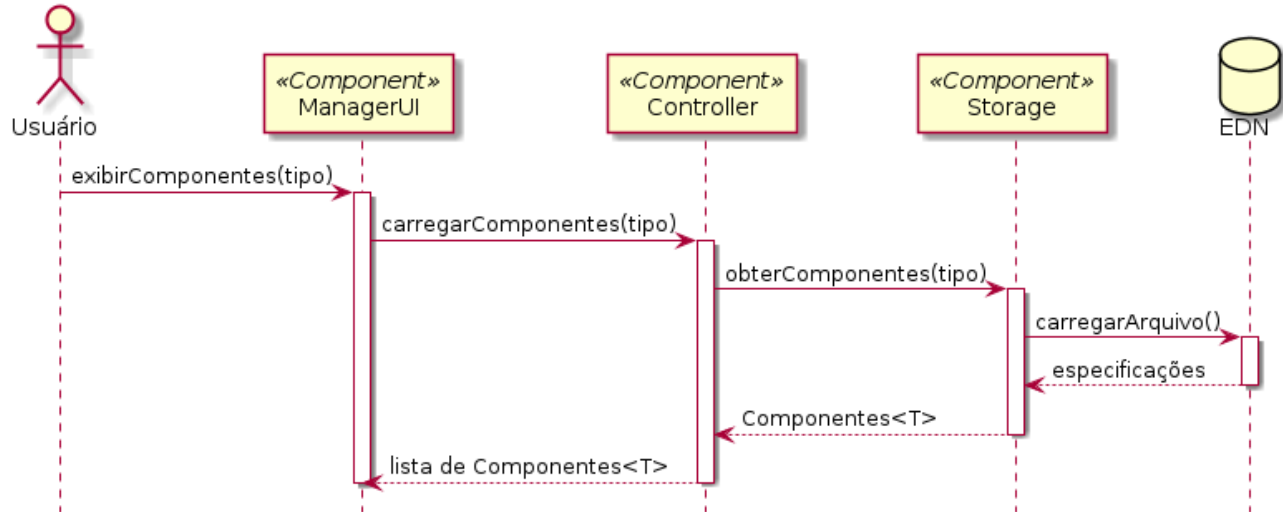 «Component»
ManagerUI
«Component»
Controller
«Component»
Storage
Usuário
EDN
exibirComponentes(tipo)
carregarComponentes(tipo)
obterComponentes(tipo)
carregarArquivo()
especificações
Componentes<T>
lista de Componentes<T>